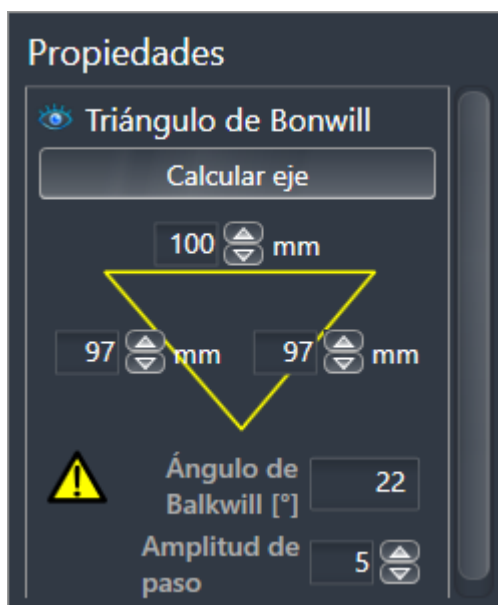 Propiedades
Triángulo de Bonwill
Calcular eje
100 mm
97 mm 97 mm
Ángulo de
Balkwill [°] 22
Amplitud de
paso 5